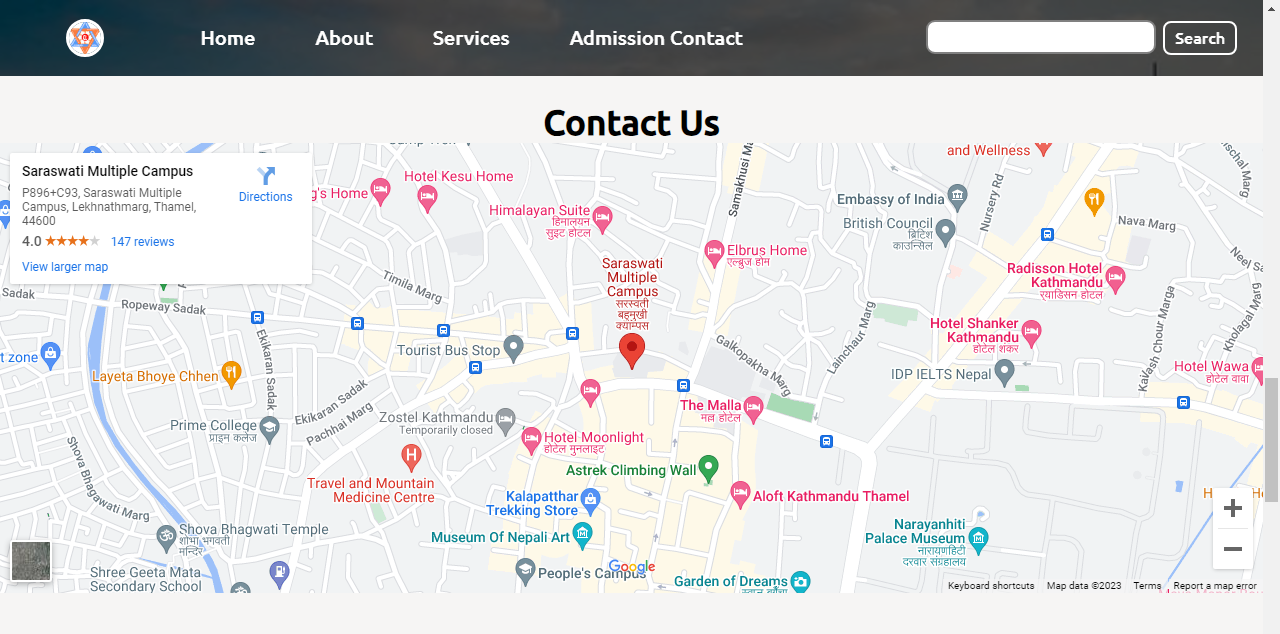 Home
About
Services
Admission Contact
Search
Contact Us
Saraswati Multiple Campus
P896+C93, Saraswati Multiple
Campus, Lekhnathmarg, Thamel,
44600
Directions
4.0
147 reviews
View larger map
Hotel Kesu Home
g's Home
Himalayan Suite
हिमालयन
सुइट होटल
Samakhusi M
and Wellness
Embassy of India
British Council
ब्रिटिश
काउन्सिल
Nursery Rd
Nava Marg
Neel Sa
Elbrus Home
एल्ब्रुज होम
Saraswati
Multiple
Campus
सरस्वती
बहुमुखी
क्याम्पस
Radisson Hotel
Kathmandu
र्‍याडिसन होटल
Timila Marg
Sadak
Ropeway Sadak
Ekikaran Sadak
Hotel Shanker
Kathmandu
होटेल शंकर
Lainchaur Marg
Kavash Chour Marga
Kholagal Marg
Galkopakha Marg
t zone
Tourist Bus Stop
Layeta Bhoye Chhen
IDP IELTS Nepal
Hotel Wawa
होटेल वावा
Ekikaran Sadak
Pachhai Marg
Zostel Kathmandu
Temporarily closed
The Malla
मल्ल होटेल
Prime College
प्राइम कलेज
Hotel Moonlight
होटेल मुनलाइट
Shova Bhagawati Marg
Astrek Climbing Wall
Travel and Mountain
Medicine Centre
Kalapatthar
Trekking Store
Aloft Kathmandu Thamel
Shova Bhagwati Temple
शोभा भगवती
मन्दिर
Museum Of Nepali Art
Narayanhiti
Palace Museum
नारायणहिटी
दरबार संग्रहालय
Shree Geeta Mata
Secondary School
People's Campus
Google
Garden of Dreams
Keyboard shortcuts
Map data ©2023
Terms
Report a map error